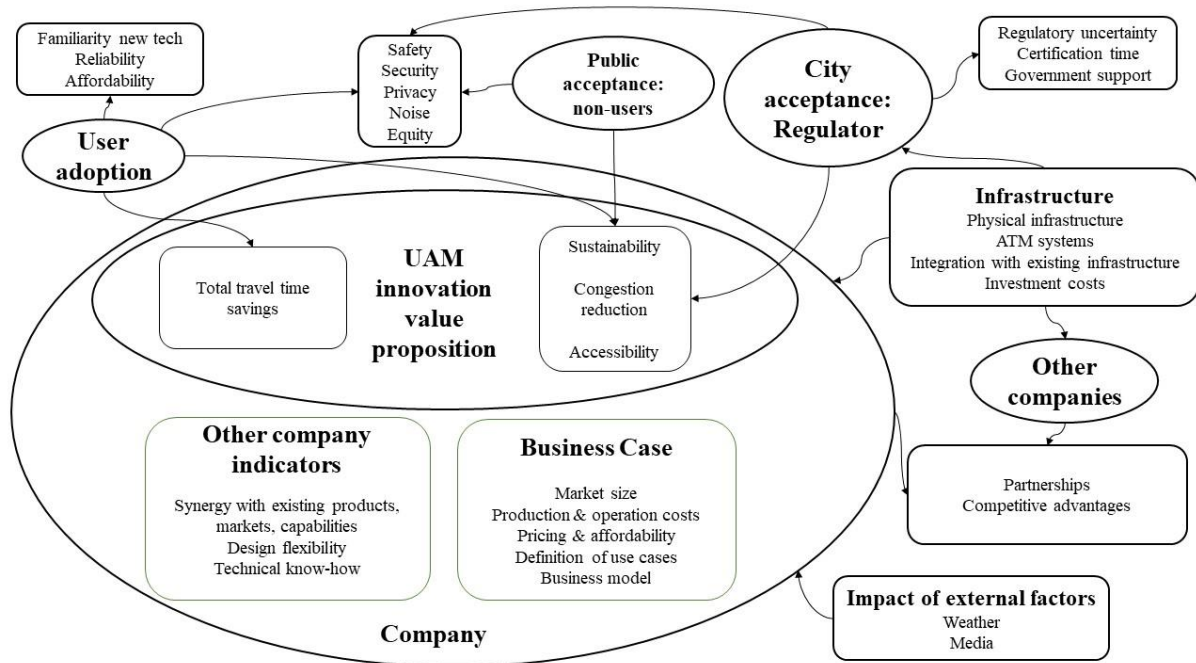 Familiarity new tech
Reliability
Affordability
Safety
Security
Privacy
Noise
Equity
Public acceptance:
non-users
City
acceptance:
Regulator
Regulatory uncertainty
Certification time
Government support
User
adoption
Infrastructure
Physical infrastructure
ATM systems
Integration with existing infrastructure
Investment costs
Total travel time
savings
UAM
innovation
value
proposition
Sustainability
Congestion
reduction
Accessibility
Other
companies
Other company
indicators
Synergy with existing products,
markets, capabilities
Design flexibility
Technical know-how
Business Case
Market size
Production & operation costs
Pricing & affordability
Definition of use cases
Business model
Partnerships
Competitive advantages
Company
Impact of external factors
Weather
Media